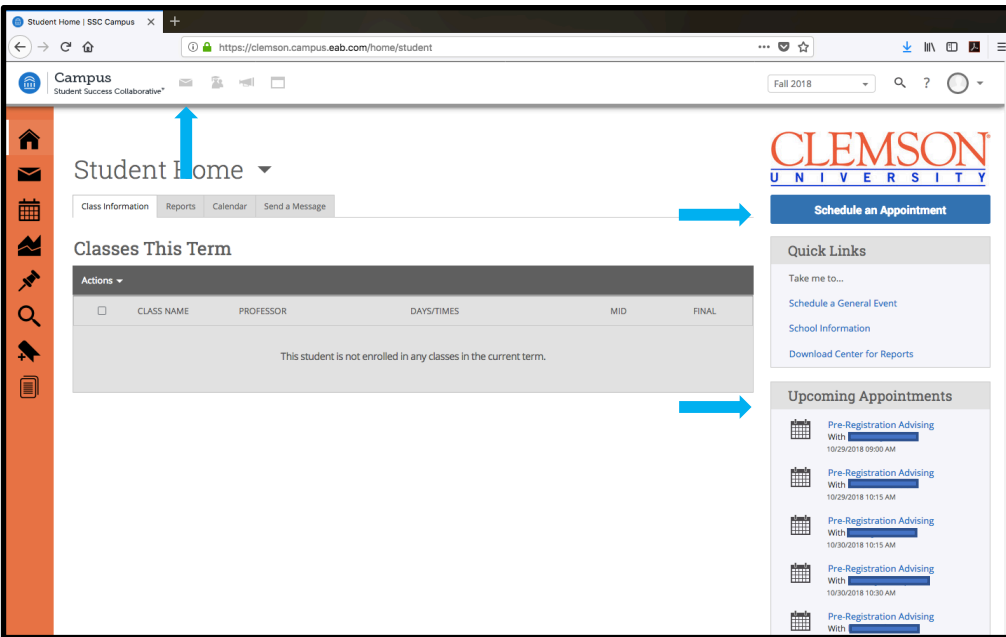 Student Home | SSC Campus
https://clemson.campus.eab.com/home/student
Campus
Student Success Collaborative™
Fall 2018
?
CLEMSON
UNIVERSITY
Student Home
Class Information Reports Calendar Send a Message
Schedule an Appointment
Classes This Term
Actions
CLASS NAME PROFESSOR DAYS/TIMES MID FINAL
This student is not enrolled in any classes in the current term.
Quick Links
Take me to...
Schedule a General Event
School Information
Download Center for Reports
Upcoming Appointments
Pre-Registration Advising
With
10/29/2018 09:00 AM
Pre-Registration Advising
With
10/29/2018 10:15 AM
Pre-Registration Advising
With
10/30/2018 10:15 AM
Pre-Registration Advising
With
10/30/2018 10:30 AM
Pre-Registration Advising
With